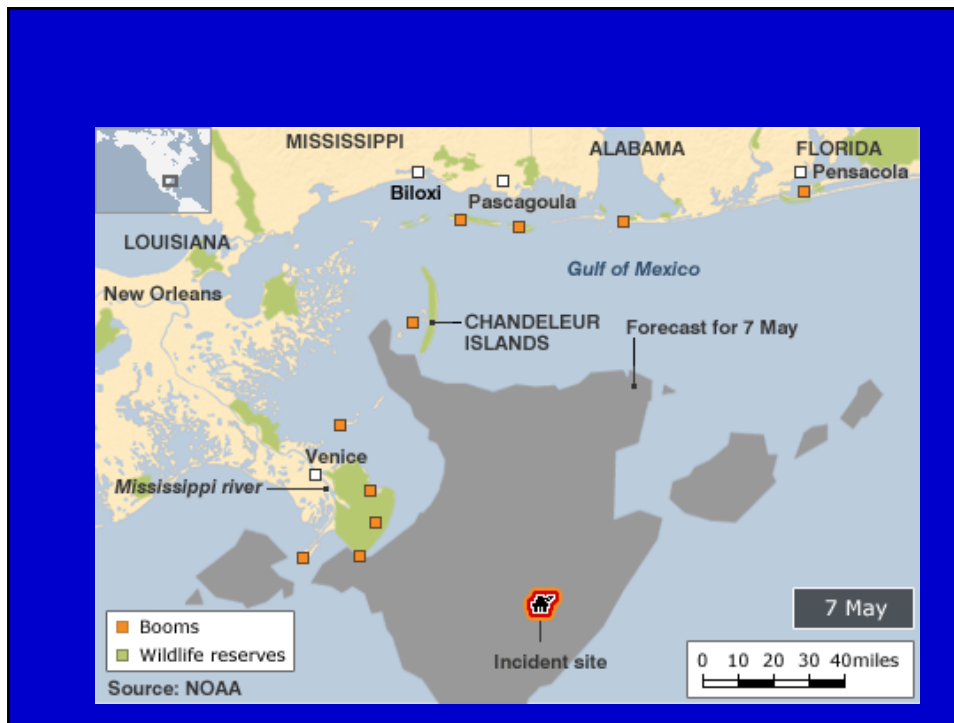 MISSISSIPPI
ALABAMA
FLORIDA
Biloxi
Pascagoula
Pensacola
LOUISIANA
New Orleans
Gulf of Mexico
CHANDELEUR
ISLANDS
Forecast for 7 May
Venice
Mississippi river
Incident site
7 May
Booms
Wildlife reserves
0 10 20 30 40miles
Source: NOAA